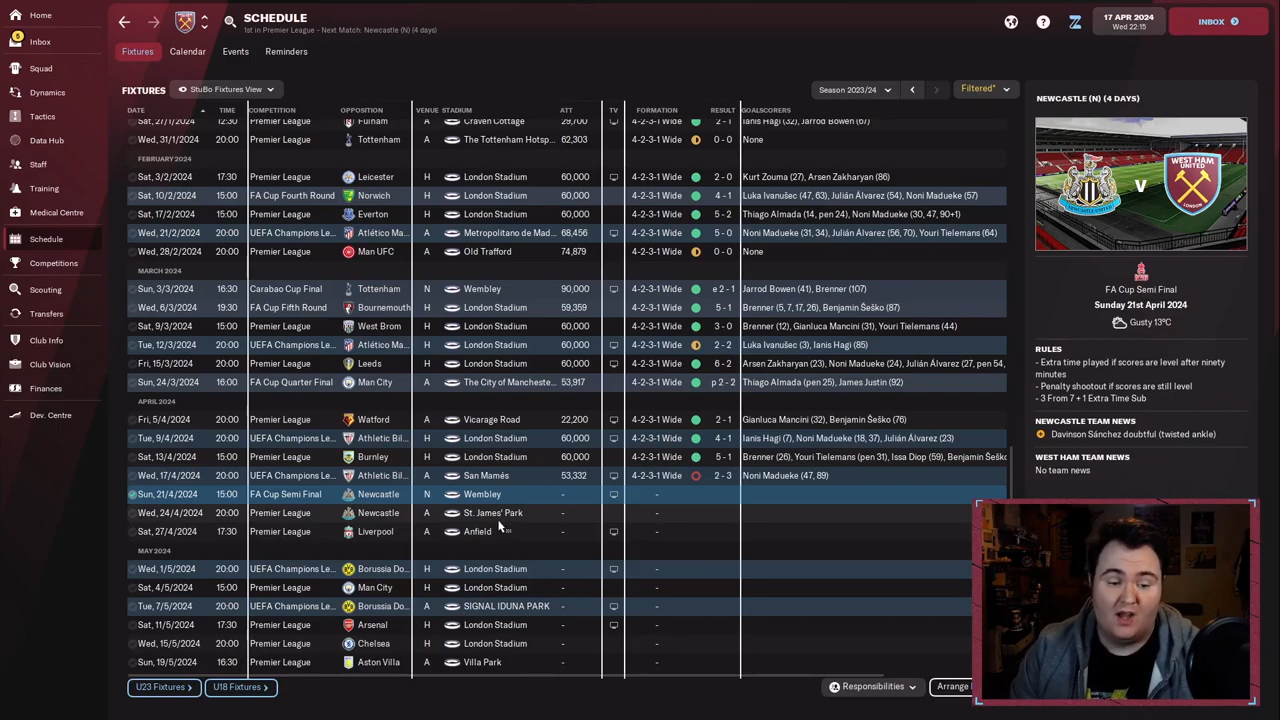 Home
5
Inbox
Squad
Dynamics
Tactics
Data Hub
Staff
Training
Medical Centre
Schedule
Competitions
Scouting
Transfers
Club Info
Club Vision
Finances
Dev. Centre
SCHEDULE
1st in Premier League - Next Match: Newcastle (N) (4 days)
17 APR 2024
Wed 22:15
INBOX
Fixtures Calendar Events Reminders
FIXTURES StuBo Fixtures View Season 2023/24 Filtered*
DATE TIME COMPETITION OPPOSITION VENUE STADIUM ATT TV FORMATION RESULT GOALSCORERS
Sat, 27/1/2024 12:30 Premier League Fulham A Craven Cottage 29,700 4-2-3-1 Wide 2 - 1 Ianis Hagi (32), Jarrod Bowen (67)
Wed, 31/1/2024 20:00 Premier League Tottenham A The Tottenham Hotsp... 62,303 4-2-3-1 Wide 0 - 0 None
FEBRUARY 2024
Sat, 3/2/2024 17:30 Premier League Leicester H London Stadium 60,000 4-2-3-1 Wide 2 - 0 Kurt Zouma (27), Arsen Zakharyan (86)
Sat, 10/2/2024 15:00 FA Cup Fourth Round Norwich H London Stadium 60,000 4-2-3-1 Wide 4 - 1 Luka Ivanušec (47, 63), Julián Álvarez (54), Noni Madueke (57)
Sat, 17/2/2024 15:00 Premier League Everton H London Stadium 60,000 4-2-3-1 Wide 5 - 2 Thiago Almada (14, pen 24), Noni Madueke (30, 47, 90+1)
Wed, 21/2/2024 20:00 UEFA Champions Le... Atlético Ma... A Metropolitano de Mad... 68,456 4-2-3-1 Wide 5 - 0 Noni Madueke (31, 34), Julián Álvarez (56, 70), Youri Tielemans (64)
Wed, 28/2/2024 20:00 Premier League Man UFC A Old Trafford 74,879 4-2-3-1 Wide 0 - 0 None
MARCH 2024
Sun, 3/3/2024 16:30 Carabao Cup Final Tottenham N Wembley 90,000 4-2-3-1 Wide e 2 - 1 Jarrod Bowen (41), Brenner (107)
Wed, 6/3/2024 19:30 FA Cup Fifth Round Bournemouth H London Stadium 59,359 4-2-3-1 Wide 5 - 1 Brenner (5, 7, 17, 26), Benjamin Šeško (87)
Sat, 9/3/2024 15:00 Premier League West Brom H London Stadium 60,000 4-2-3-1 Wide 3 - 0 Brenner (12), Gianluca Mancini (31), Youri Tielemans (44)
Tue, 12/3/2024 20:00 UEFA Champions Le... Atlético Ma... H London Stadium 60,000 4-2-3-1 Wide 2 - 2 Luka Ivanušec (3), Ianis Hagi (85)
Fri, 15/3/2024 20:00 Premier League Leeds H London Stadium 60,000 4-2-3-1 Wide 6 - 2 Arsen Zakharyan (23), Noni Madueke (24), Julián Álvarez (27, pen 54,
Sun, 24/3/2024 16:00 FA Cup Quarter Final Man City A The City of Mancheste... 53,917 4-2-3-1 Wide p 2 - 2 Thiago Almada (pen 25), James Justin (92)
APRIL 2024
Fri, 5/4/2024 20:00 Premier League Watford A Vicarage Road 22,200 4-2-3-1 Wide 2 - 1 Gianluca Mancini (32), Benjamin Šeško (76)
Tue, 9/4/2024 20:00 UEFA Champions Le... Athletic Bil... H London Stadium 60,000 4-2-3-1 Wide 4 - 1 Ianis Hagi (7), Noni Madueke (18, 37), Julián Álvarez (23)
Sat, 13/4/2024 15:00 Premier League Burnley H London Stadium 60,000 4-2-3-1 Wide 5 - 1 Brenner (26), Youri Tielemans (pen 31), Issa Diop (59), Benjamin Šeško
Wed, 17/4/2024 20:00 UEFA Champions Le... Athletic Bil... A San Mamés 53,332 4-2-3-1 Wide 2 - 3 Noni Madueke (47, 89)
Sun, 21/4/2024 15:00 FA Cup Semi Final Newcastle N Wembley - -
Wed, 24/4/2024 20:00 Premier League Newcastle A St. James' Park - -
Sat, 27/4/2024 17:30 Premier League Liverpool A Anfield - -
MAY 2024
Wed, 1/5/2024 20:00 UEFA Champions Le... Borussia Do... H London Stadium - -
Sat, 4/5/2024 15:00 Premier League Man City H London Stadium - -
Tue, 7/5/2024 20:00 UEFA Champions Le... Borussia Do... A SIGNAL IDUNA PARK - -
Sat, 11/5/2024 17:30 Premier League Arsenal H London Stadium - -
Wed, 15/5/2024 20:00 Premier League Chelsea H London Stadium - -
Sun, 19/5/2024 16:30 Premier League Aston Villa A Villa Park - -
U23 Fixtures U18 Fixtures Responsibilities Arrange
NEWCASTLE (N) (4 DAYS)
V
WEST HAM
UNITED
LONDON
FA Cup Semi Final
Sunday 21st April 2024
Gusty 13°C
RULES
- Extra time played if scores are level after ninety
minutes
- Penalty shootout if scores are still level
- 3 From 7 + 1 Extra Time Sub
NEWCASTLE TEAM NEWS
Davinson Sánchez doubtful (twisted ankle)
WEST HAM TEAM NEWS
No team news